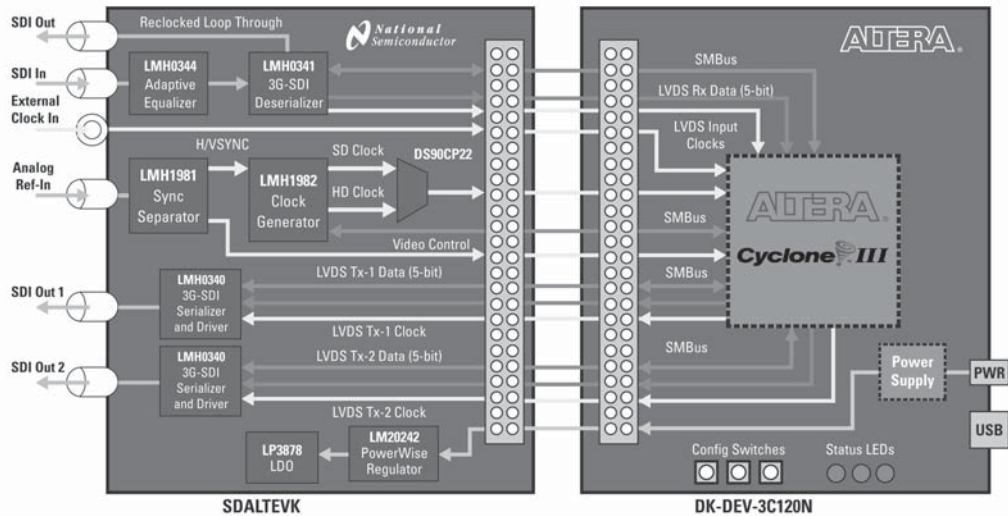 SDI Out
Reclocked Loop Through
National
Semiconductor
ALTERA®
SDI In
LMH0344
Adaptive
Equalizer
LMH0341
3G-SDI
Deserializer
SMBus
LVDS Rx Data (5-bit)
External
Clock In
LVDS Input
Clocks
H/VSYNC
SD Clock
DS90CP22
Analog
Ref-In
LMH1981
Sync
Separator
LMH1982
Clock
Generator
HD Clock
Video Control
SMBus
ALTERA®
Cyclone III
LVDS Tx-1 Data (5-bit)
SMBus
SDI Out 1
LMH0340
3G-SDI
Serializer
and Driver
LVDS Tx-1 Clock
LVDS Tx-2 Data (5-bit)
SMBus
SDI Out 2
LMH0340
3G-SDI
Serializer
and Driver
LVDS Tx-2 Clock
Power
Supply
PWR
USB
LP3878
LDO
LM20242
PowerWise
Regulator
Config Switches
Status LEDs
SDALTEVK
DK-DEV-3C120N